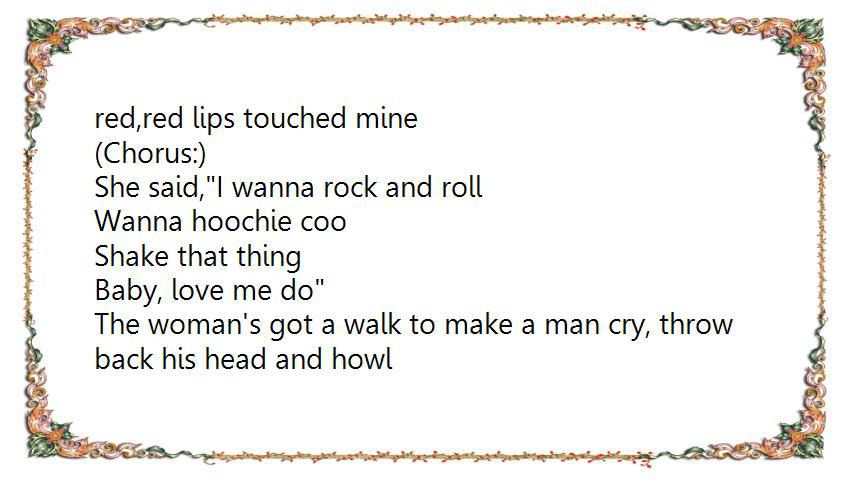 red,red lips touched mine
(Chorus:)
She said,"I wanna rock and roll
Wanna hoochie coo
Shake that thing
Baby, love me do"
The woman's got a walk to make a man cry, throw
back his head and howl